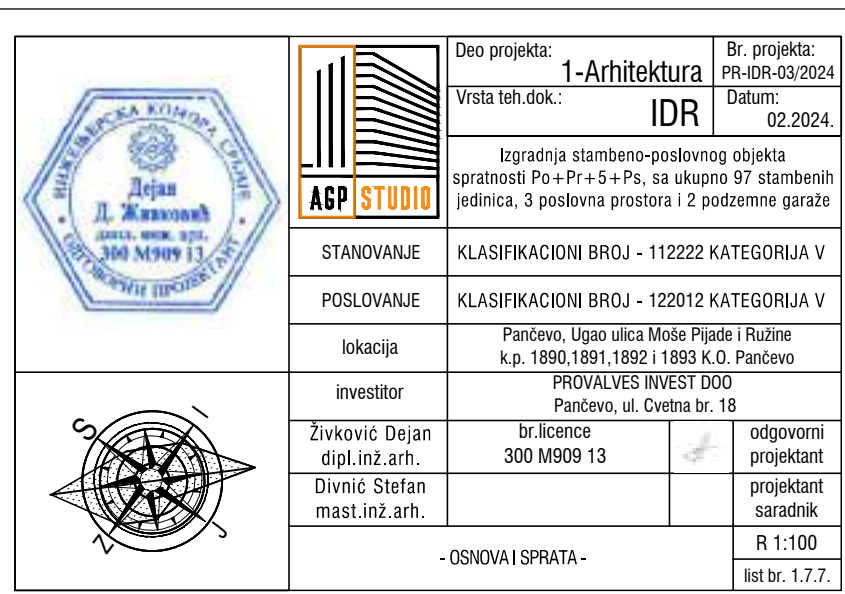 ИНЖЕЊЕРСКА КОМОРА СРБИЈЕ
Дејан
Д. Живковић
дипл. инж. арх.
300 M909 13
ОДГОВОРНИ ПРОЈЕКТАНТ
AGP STUDIO
Deo projekta:
1-Arhitektura
Br. projekta:
PR-IDR-03/2024
Vrsta teh.dok.:
IDR
Datum:
02.2024.
Izgradnja stambeno-poslovnog objekta
spratnosti Po+Pr+5+Ps, sa ukupno 97 stambenih
jedinica, 3 poslovna prostora i 2 podzemne garaže
STANOVANJE
KLASIFIKACIONI BROJ - 112222 KATEGORIJA V
POSLOVANJE
KLASIFIKACIONI BROJ - 122012 KATEGORIJA V
lokacija
Pančevo, Ugao ulica Moše Pijade i Ružine
k.p. 1890,1891,1892 i 1893 K.O. Pančevo
investitor
PROVALVES INVEST DOO
Pančevo, ul. Cvetna br. 18
Živković Dejan
dipl.inž.arh.
br.licence
300 M909 13
odgovorni
projektant
Divnić Stefan
mast.inž.arh.
projektant
saradnik
- OSNOVA I SPRATA -
R 1:100
list br. 1.7.7.
S
I
Z
J